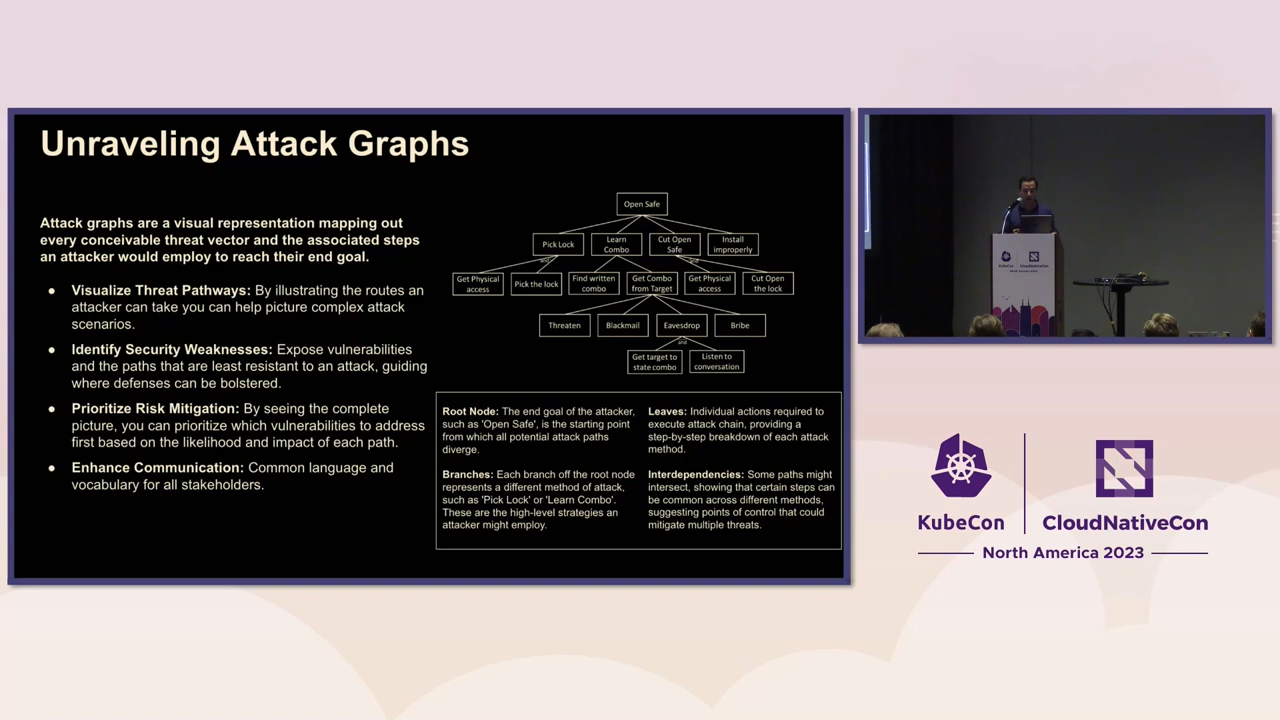 Unraveling Attack Graphs
Attack graphs are a visual representation mapping out
every conceivable threat vector and the associated steps
an attacker would employ to reach their end goal.
● Visualize Threat Pathways: By illustrating the routes an
attacker can take you can help picture complex attack
scenarios.
● Identify Security Weaknesses: Expose vulnerabilities
and the paths that are least resistant to an attack, guiding
where defenses can be bolstered.
● Prioritize Risk Mitigation: By seeing the complete
picture, you can prioritize which vulnerabilities to address
first based on the likelihood and impact of each path.
● Enhance Communication: Common language and
vocabulary for all stakeholders.
Open Safe
Pick Lock
Learn
Combo
Cut Open
Safe
Install
improperly
and
and
Get Physical
access
Pick the lock
Find written
combo
Get Combo
from Target
Get Physical
access
Cut Open
the lock
Threaten
Blackmail
Eavesdrop
Bribe
and
Get target to
state combo
Listen to
conversation
Root Node: The end goal of the attacker,
such as 'Open Safe', is the starting point
from which all potential attack paths
diverge.
Branches: Each branch off the root node
represents a different method of attack,
such as 'Pick Lock' or 'Learn Combo'.
These are the high-level strategies an
attacker might employ.
Leaves: Individual actions required to
execute attack chain, providing a
step-by-step breakdown of each attack
method.
Interdependencies: Some paths might
intersect, showing that certain steps can
be common across different methods,
suggesting points of control that could
mitigate multiple threats.
KubeCon
CloudNativeCon
KubeCon
CloudNativeCon
North America 2023